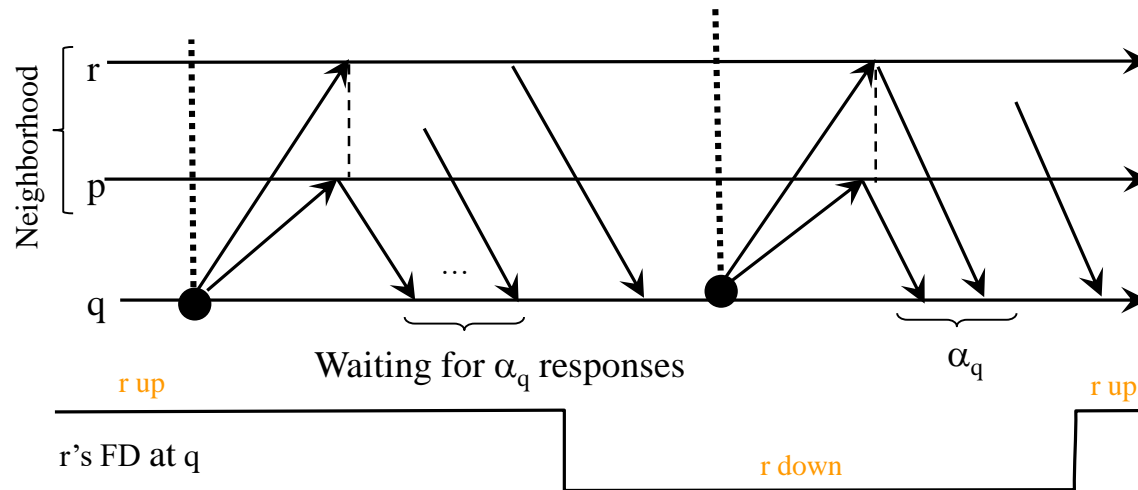 Neighborhood
r
p
q
...
Waiting for αq responses
αq
r up
r up
r's FD at q
r down